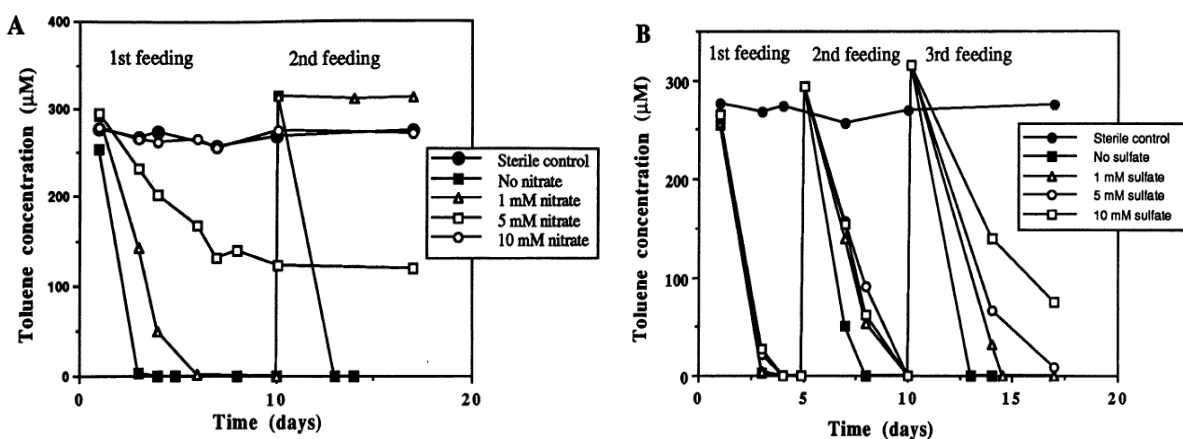 A
1st feeding
2nd feeding
Toluene concentration (μM)
400
300
200
100
0
0
10
20
Time (days)
Sterile control
No nitrate
1 mM nitrate
5 mM nitrate
10 mM nitrate
B
1st feeding
2nd feeding
3rd feeding
Toluene concentration (μM)
300
200
100
0
0
5
10
15
20
Time (days)
Sterile control
No sulfate
1 mM sulfate
5 mM sulfate
10 mM sulfate